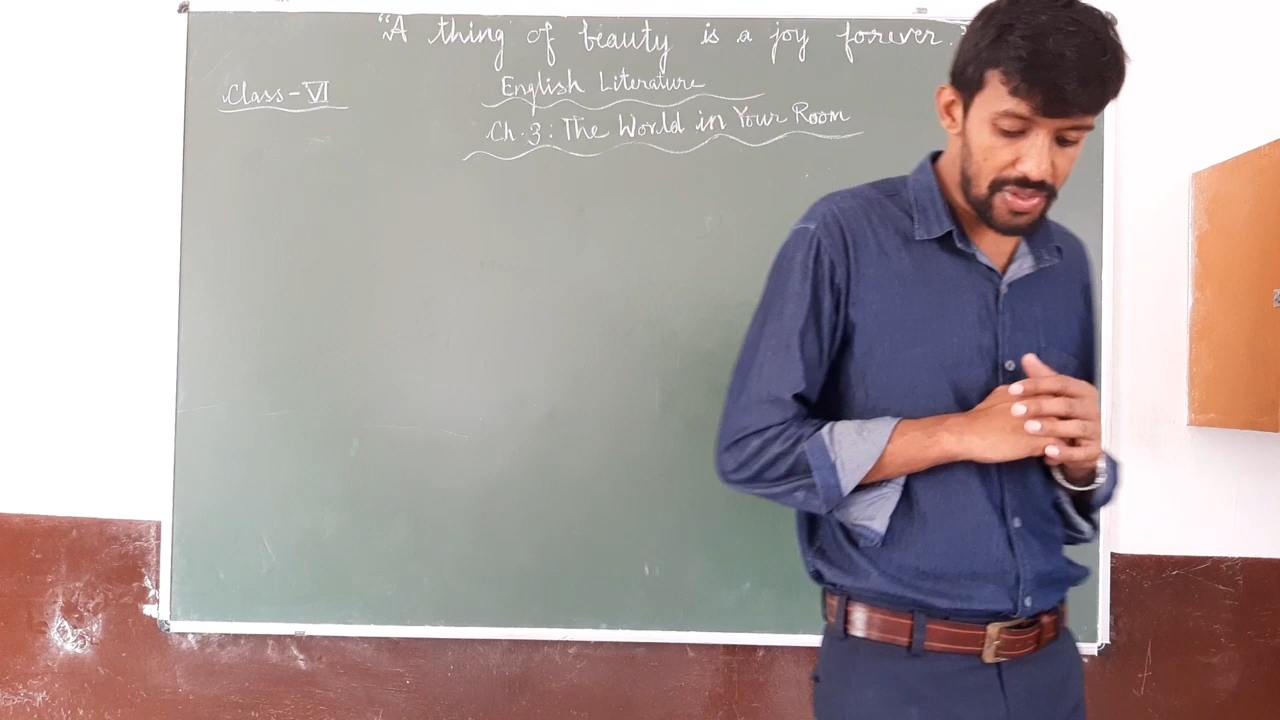 “A thing of beauty is a joy forever.”
Class - VI
English Literature
Ch. 3: The World in Your Room